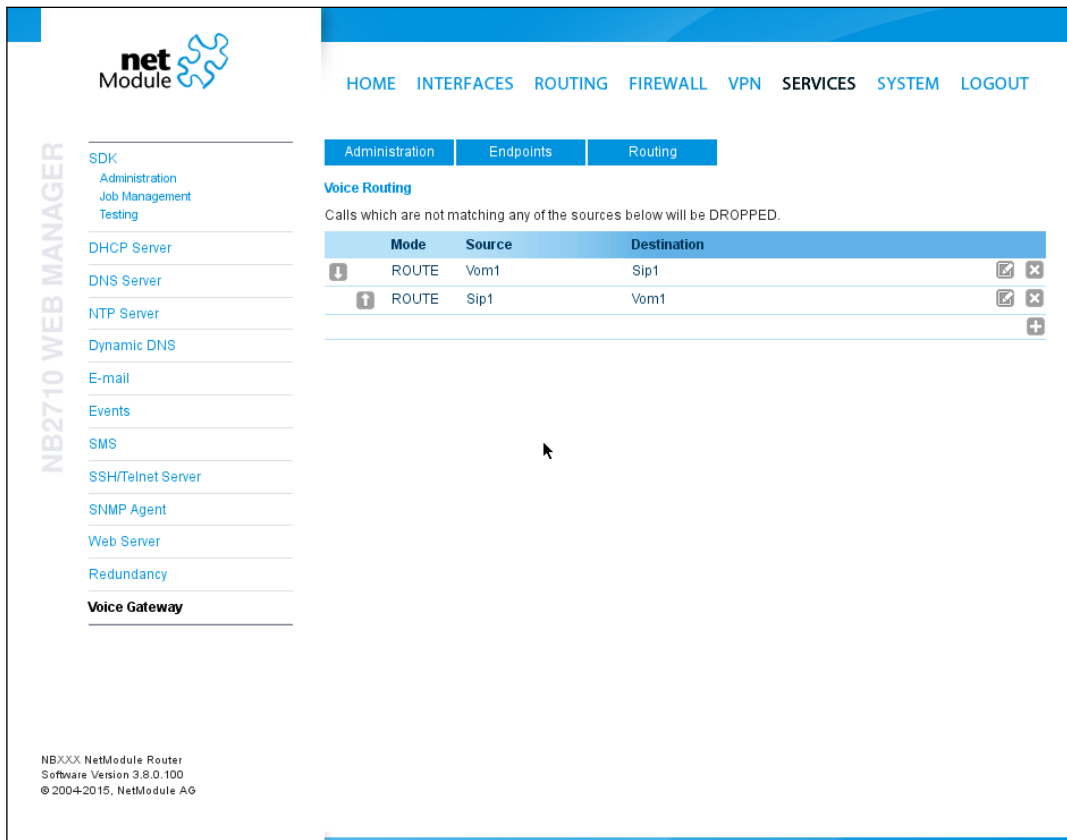 net
Module
HOME INTERFACES ROUTING FIREWALL VPN SERVICES SYSTEM LOGOUT
NB2710 WEB MANAGER
SDK
Administration
Job Management
Testing
DHCP Server
DNS Server
NTP Server
Dynamic DNS
E-mail
Events
SMS
SSH/Telnet Server
SNMP Agent
Web Server
Redundancy
Voice Gateway
Administration Endpoints Routing
Voice Routing
Calls which are not matching any of the sources below will be DROPPED.
Mode Source Destination
ROUTE Vom1 Sip1
ROUTE Sip1 Vom1
NBXXX NetModule Router
Software Version 3.8.0.100
© 2004-2015, NetModule AG